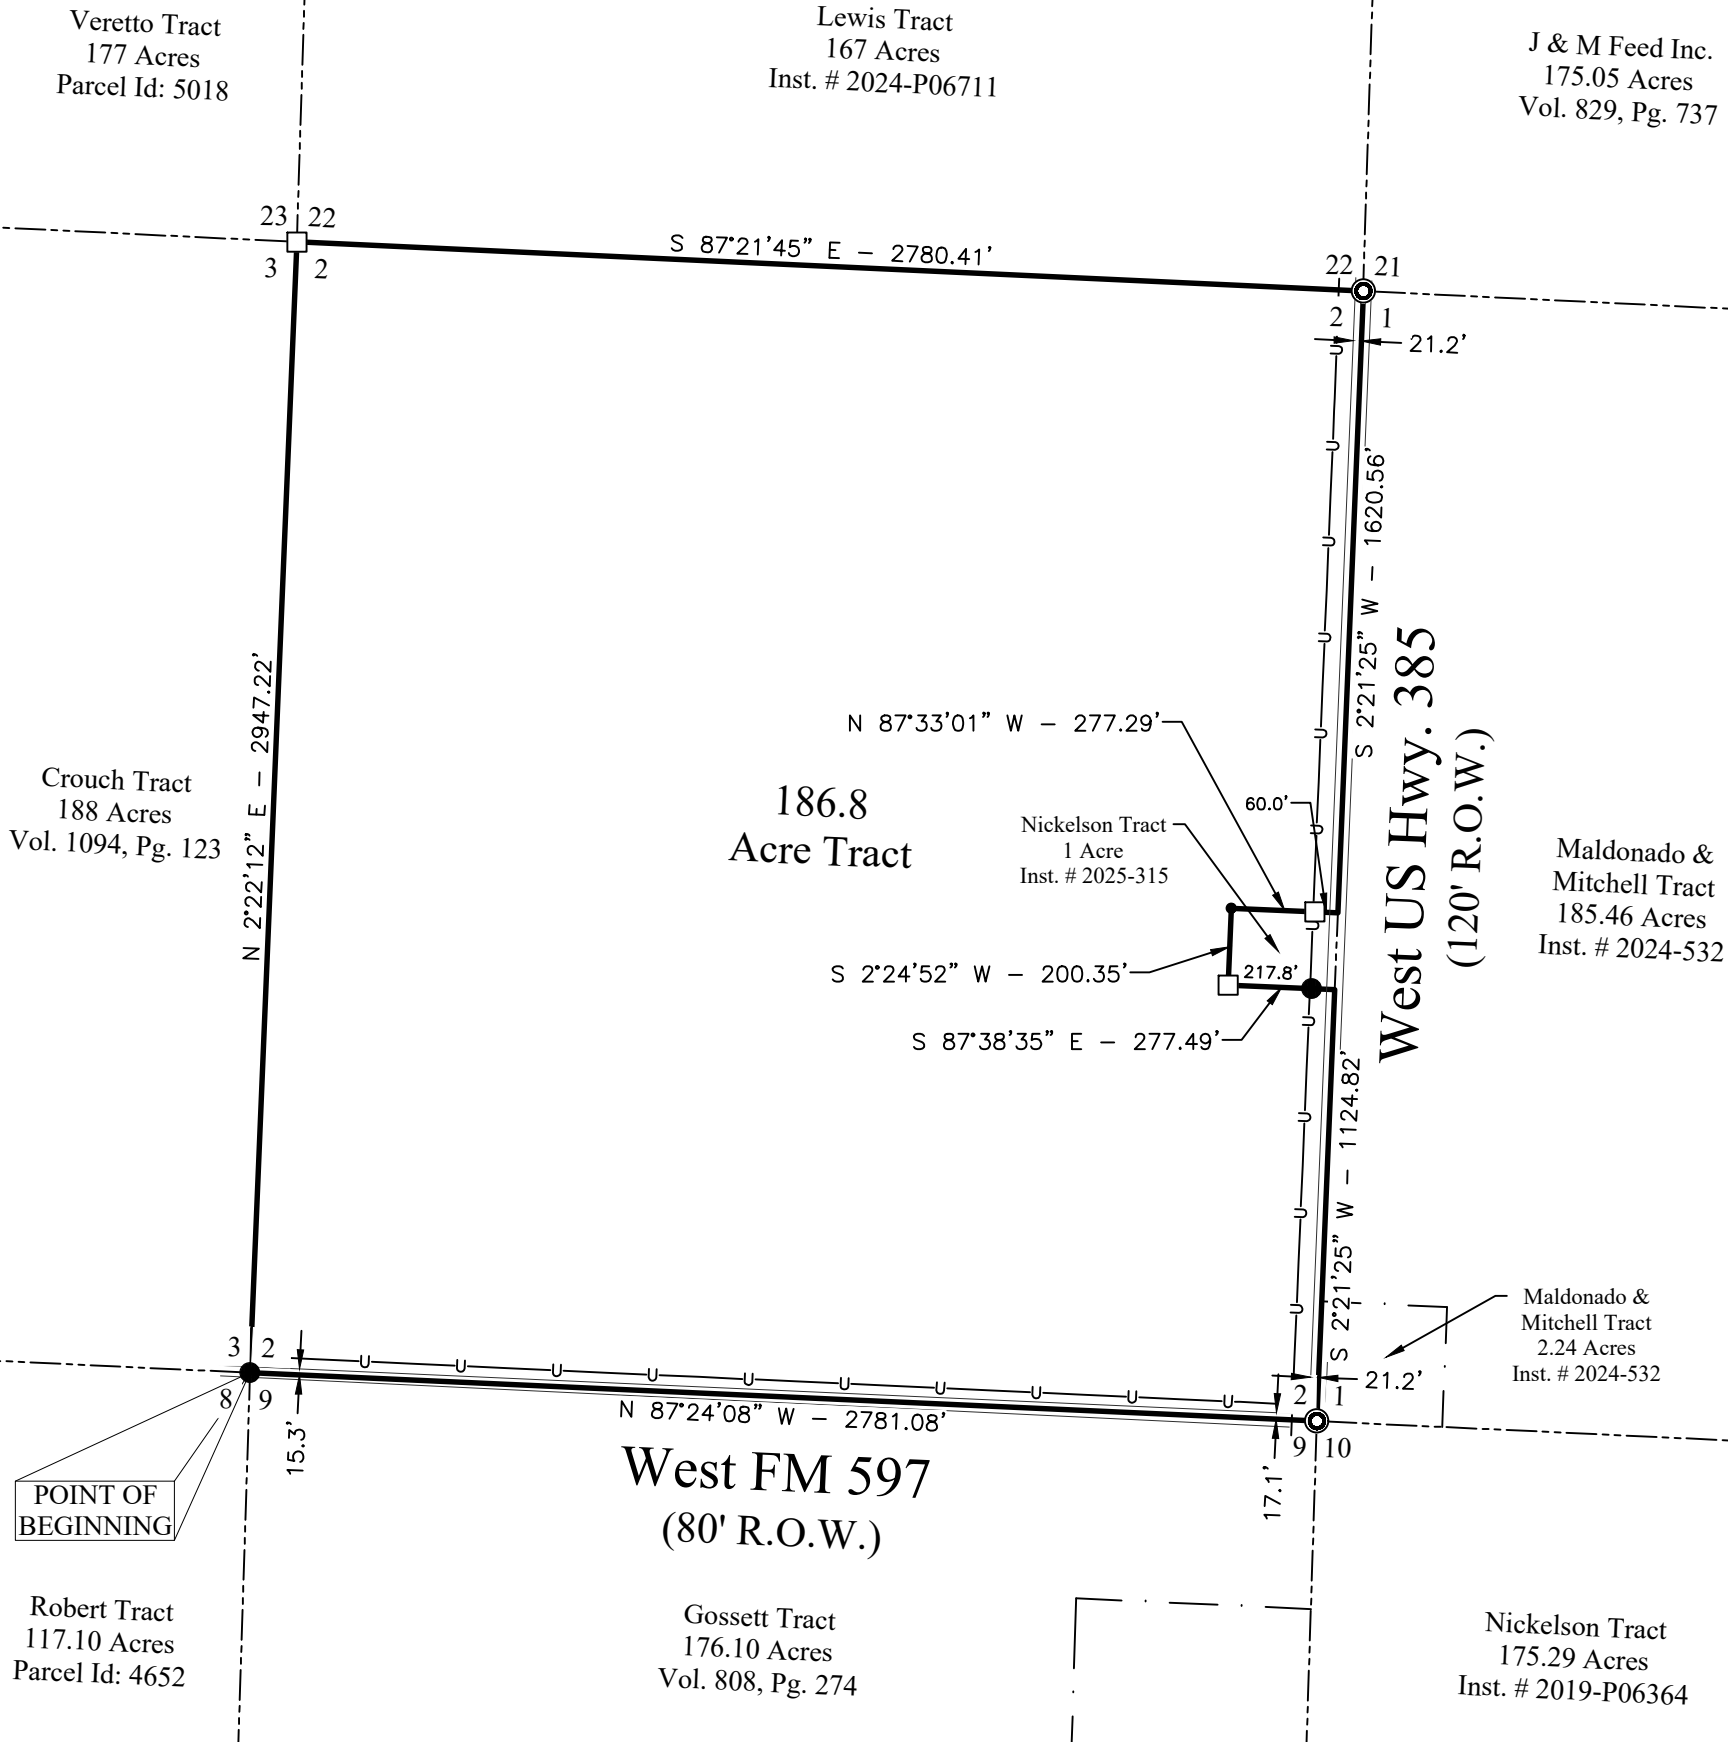 Veretto Tract
177 Acres
Parcel Id: 5018
Lewis Tract
167 Acres
Inst. # 2024-P06711
J & M Feed Inc.
175.05 Acres
Vol. 829, Pg. 737
23 22
3 2
S 87°21'45" E - 2780.41'
22 21
2 1
21.2'
S 2°21'25" W - 1620.56'
N 2°22'12" E - 2947.22'
Crouch Tract
188 Acres
Vol. 1094, Pg. 123
186.8
Acre Tract
N 87°33'01" W - 277.29'
60.0'
Nickelson Tract
1 Acre
Inst. # 2025-315
S 2°24'52" W - 200.35'
217.8'
S 87°38'35" E - 277.49'
West US Hwy. 385
(120' R.O.W.)
Maldonado &
Mitchell Tract
185.46 Acres
Inst. # 2024-532
S 2°21'25" W - 1124.82'
Maldonado &
Mitchell Tract
2.24 Acres
Inst. # 2024-532
21.2'
2 1
9 10
3 2
8 9
15.3'
N 87°24'08" W - 2781.08'
17.1'
West FM 597
(80' R.O.W.)
POINT OF
BEGINNING
Robert Tract
117.10 Acres
Parcel Id: 4652
Gossett Tract
176.10 Acres
Vol. 808, Pg. 274
Nickelson Tract
175.29 Acres
Inst. # 2019-P06364
U U U U U U U U U U U
U U U U U U U U U U